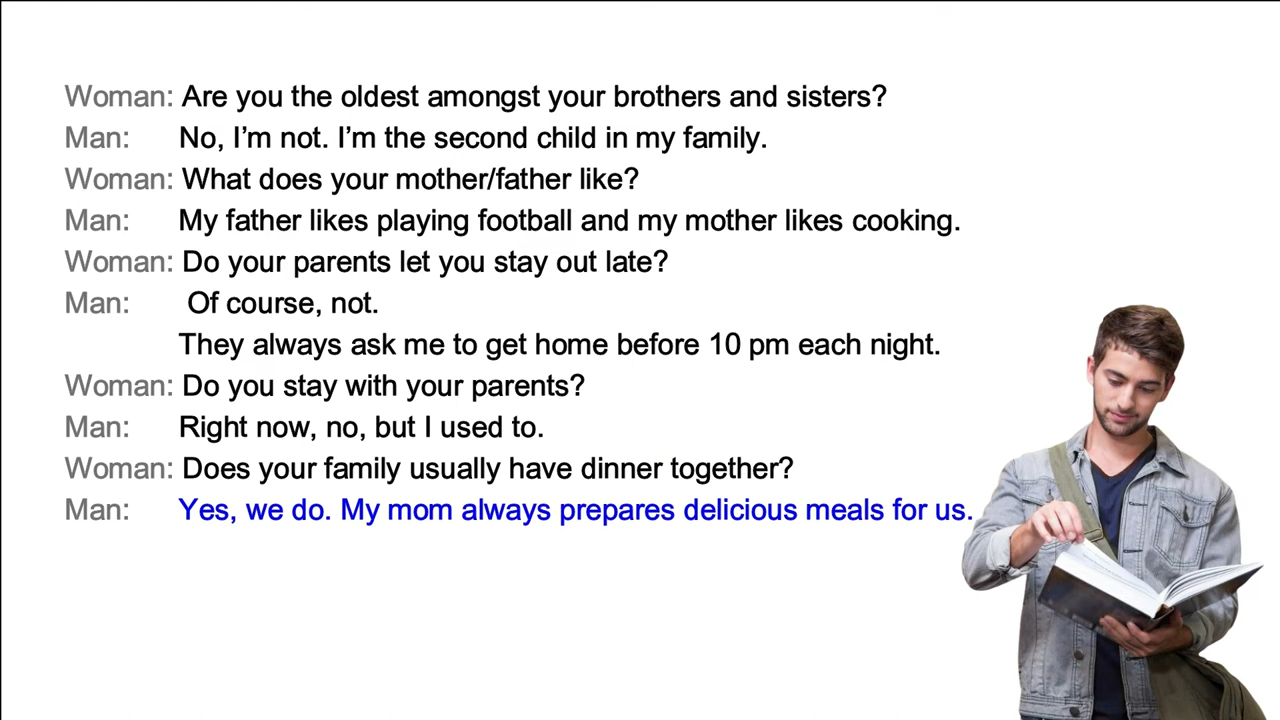 Woman: Are you the oldest amongst your brothers and sisters?
Man: No, I'm not. I'm the second child in my family.
Woman: What does your mother/father like?
Man: My father likes playing football and my mother likes cooking.
Woman: Do your parents let you stay out late?
Man: Of course, not.
They always ask me to get home before 10 pm each night.
Woman: Do you stay with your parents?
Man: Right now, no, but I used to.
Woman: Does your family usually have dinner together?
Man: Yes, we do. My mom always prepares delicious meals for us.